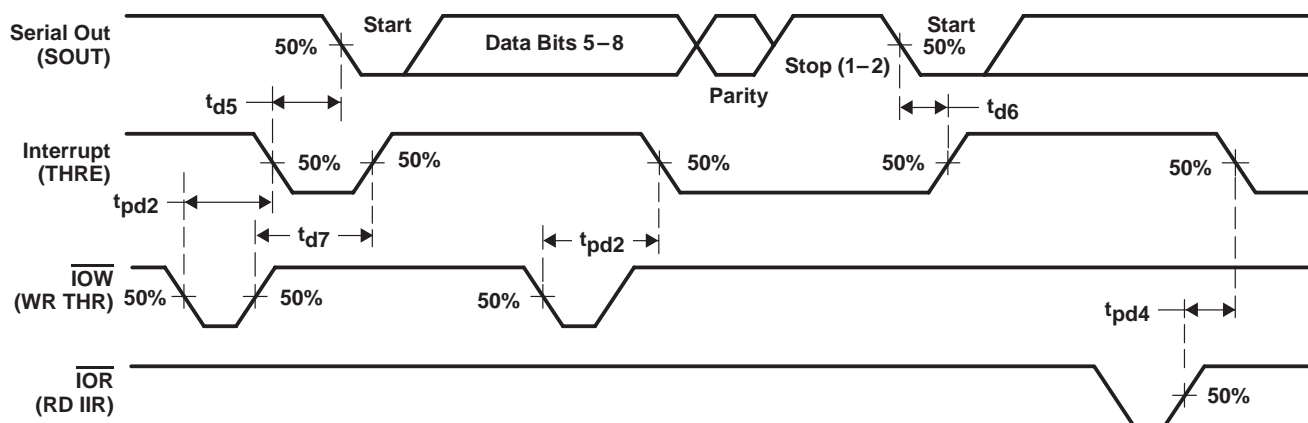 Serial Out
(SOUT)
Start
50%
Data Bits 5–8
Parity
Stop (1–2)
Start
50%
td5
td6
Interrupt
(THRE)
50%
50%
50%
50%
50%
tpd2
td7
tpd2
IOW
(WR THR)
50%
50%
50%
tpd4
IOR
(RD IIR)
50%